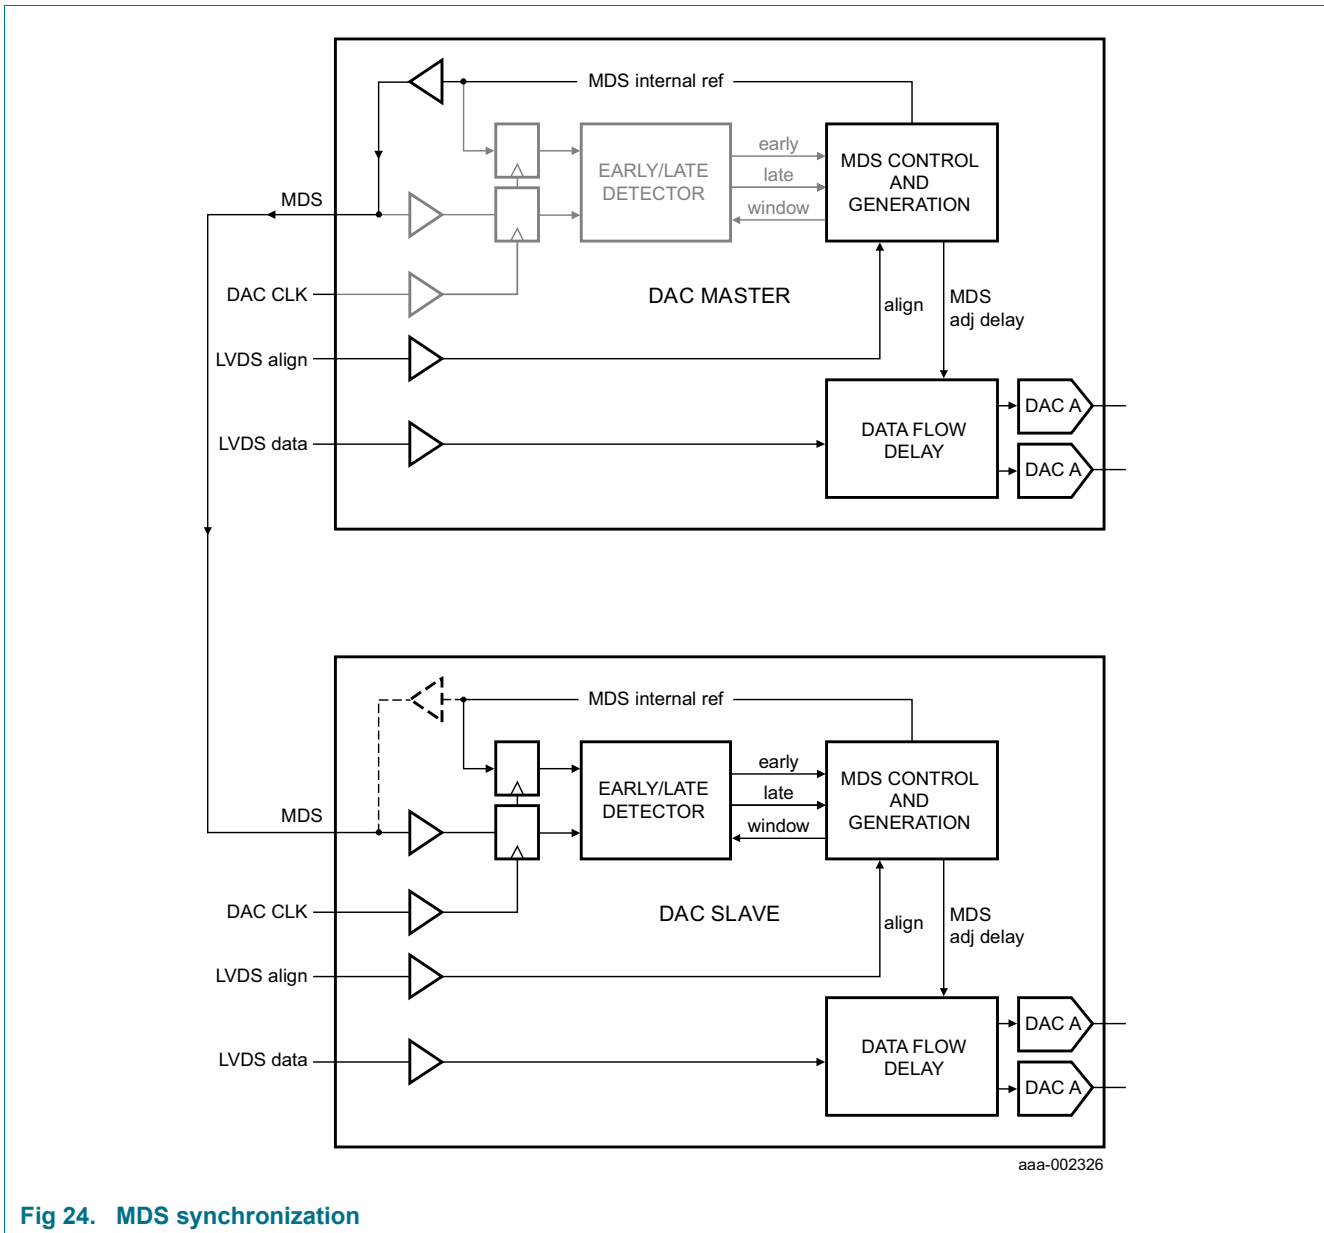 MDS internal ref
early
late
window
EARLY/LATE
DETECTOR
MDS CONTROL
AND
GENERATION
MDS
DAC CLK
DAC MASTER
align
MDS
adj delay
LVDS align
LVDS data
DATA FLOW
DELAY
DAC A
DAC A
MDS internal ref
early
late
window
EARLY/LATE
DETECTOR
MDS CONTROL
AND
GENERATION
MDS
DAC CLK
DAC SLAVE
align
MDS
adj delay
LVDS align
LVDS data
DATA FLOW
DELAY
DAC A
DAC A
aaa-002326
Fig 24. MDS synchronization